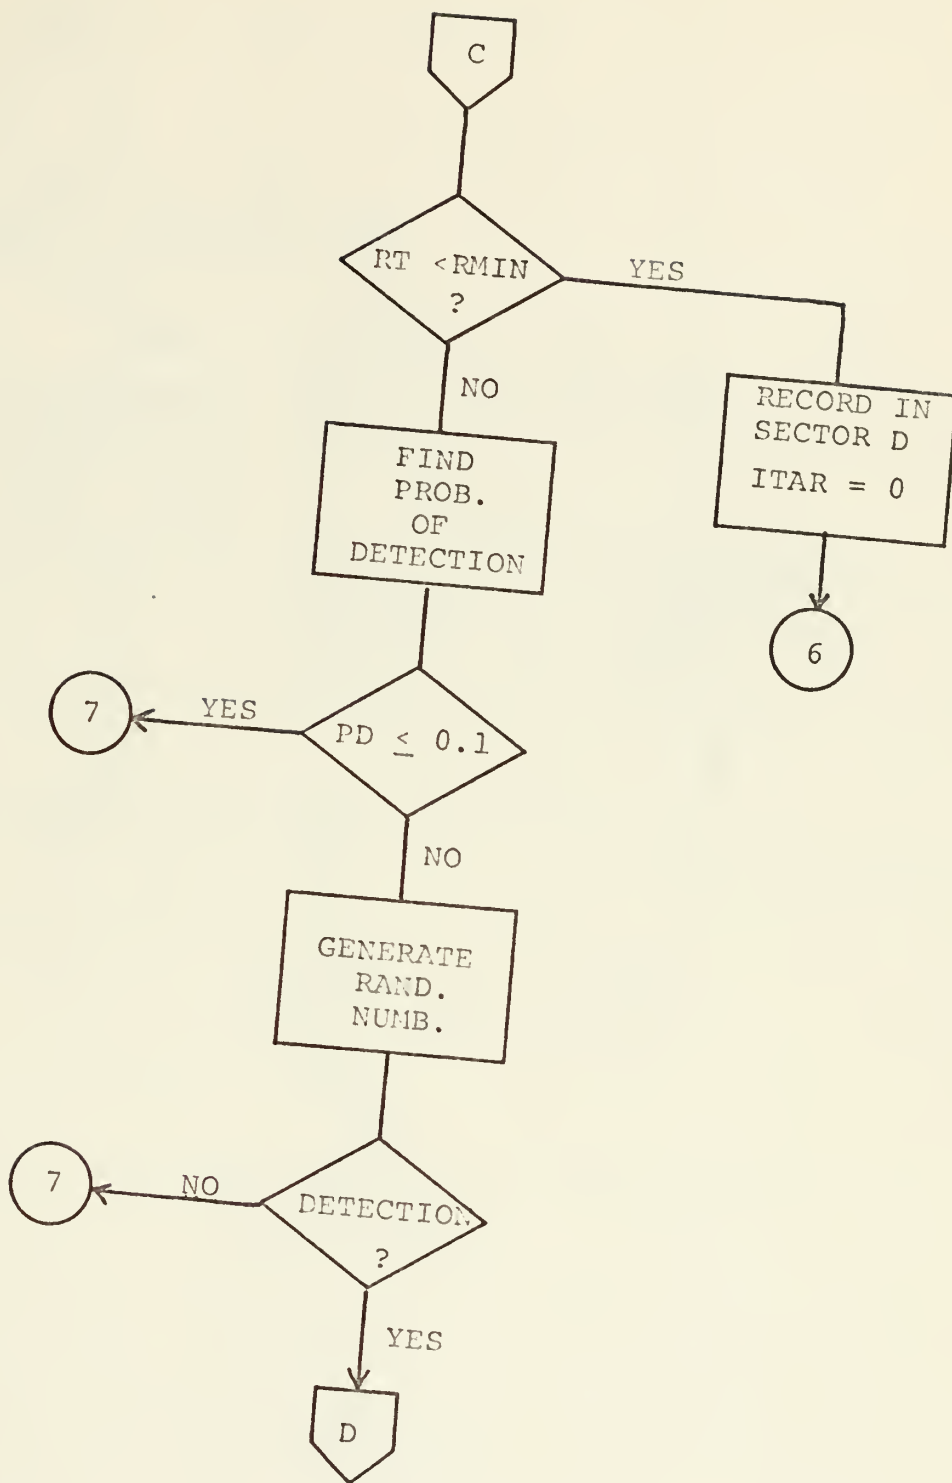 C
RT <RMIN
?
YES
NO
RECORD IN
SECTOR D
ITAR = 0
6
FIND
PROB.
OF
DETECTION
7
YES
PD ≤ 0.1
NO
GENERATE
RAND.
NUMB.
7
NO
DETECTION
?
YES
D